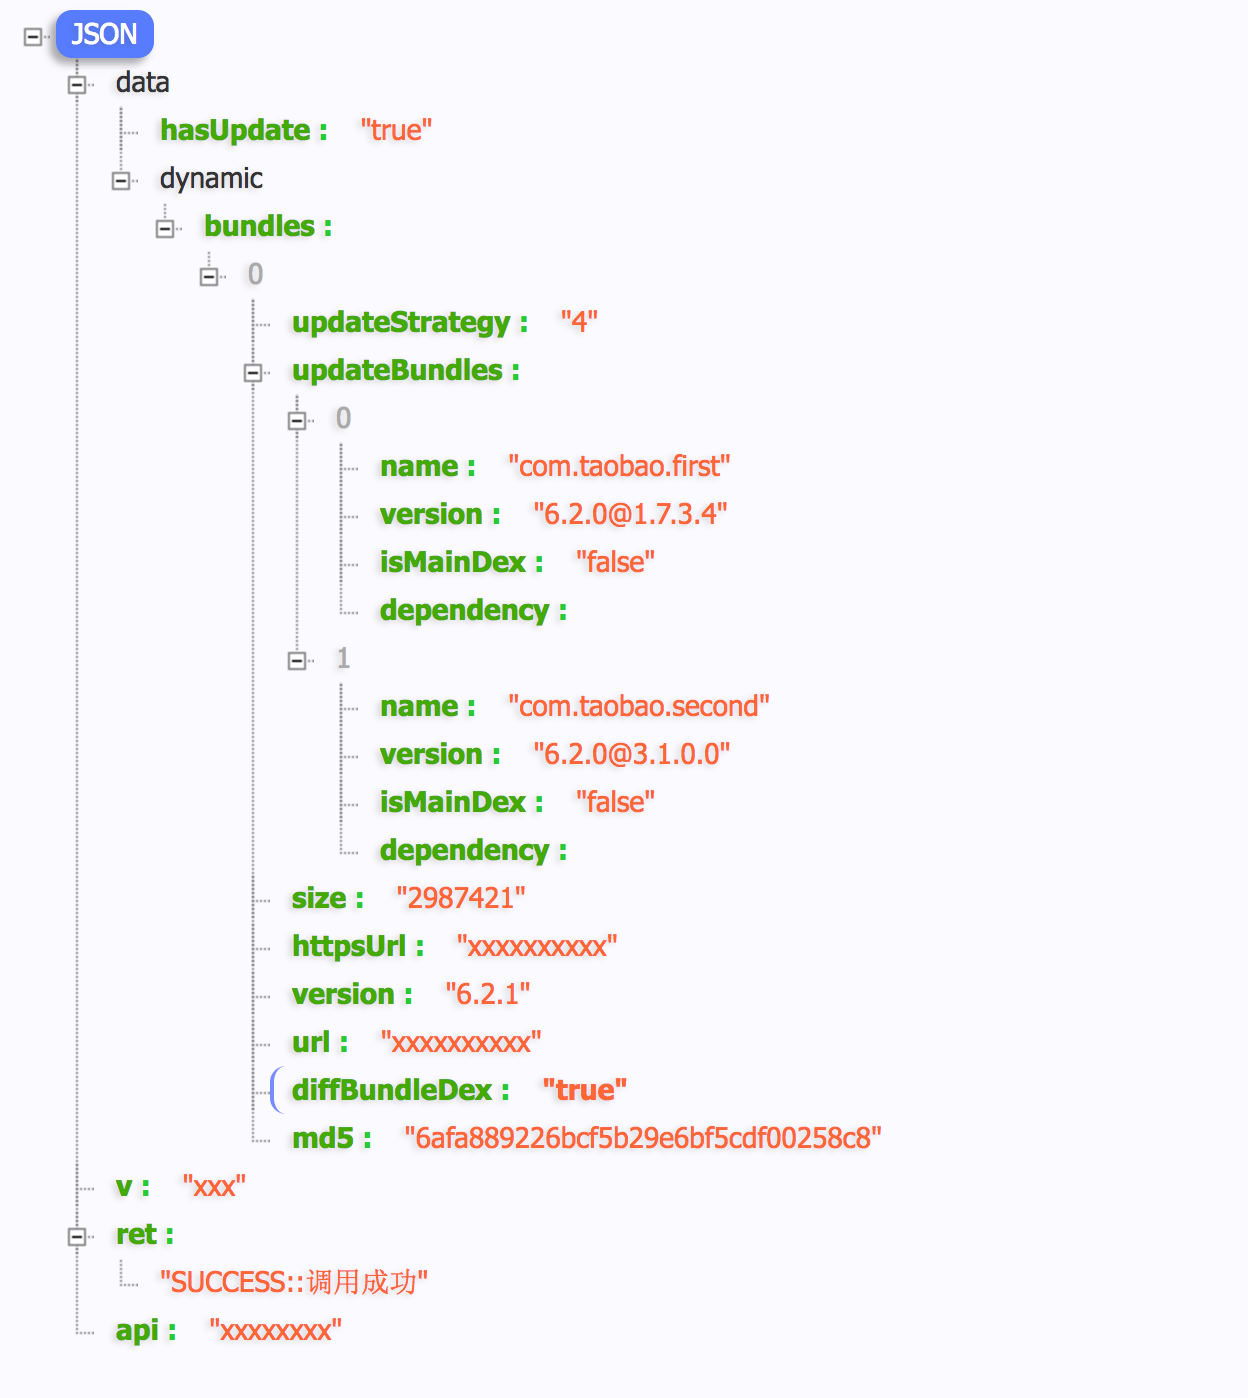 JSON
data
hasUpdate : "true"
dynamic
bundles :
0
updateStrategy : "4"
updateBundles :
0
name : "com.taobao.first"
version : "6.2.0@1.7.3.4"
isMainDex : "false"
dependency :
1
name : "com.taobao.second"
version : "6.2.0@3.1.0.0"
isMainDex : "false"
dependency :
size : "2987421"
httpsUrl : "xxxxxxxxxx"
version : "6.2.1"
url : "xxxxxxxxxx"
diffBundleDex : "true"
md5 : "6afa889226bcf5b29e6bf5cdf00258c8"
v : "xxx"
ret :
"SUCCESS::调用成功"
api : "xxxxxxxx"